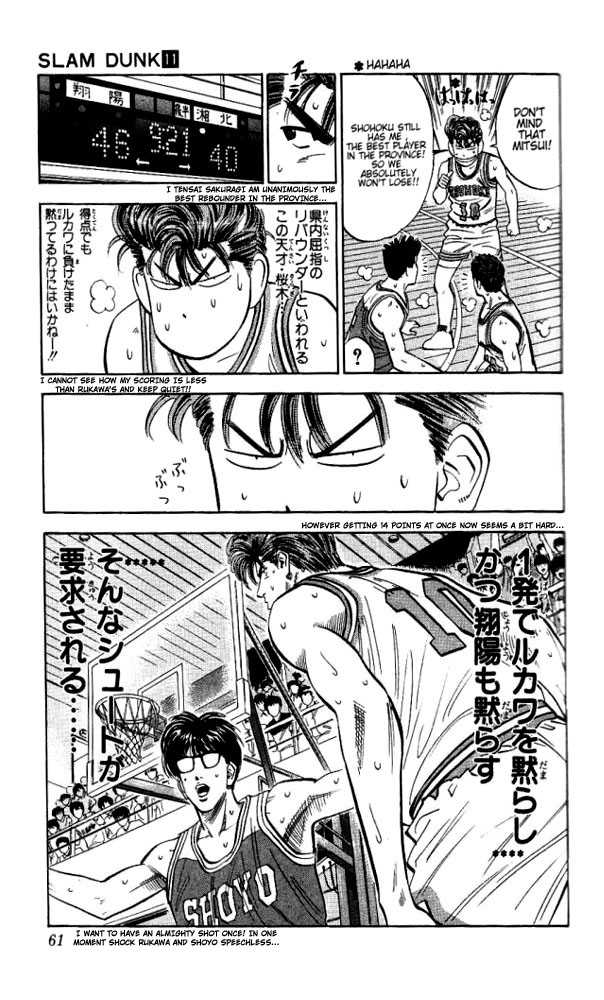 SLAM DUNK 11
* HAHAHA
はっはっはっ
DON'T
MIND
THAT
MITSUI!
SHOHOKU STILL
HAS ME
THE BEST PLAYER
IN THE PROVINCE!
SO WE
ABSOLUTELY
WON'T LOSE!!
SHOHOKU
10
?
チラ
翔陽
湘北
46
921
40
I TENSAI SAKURAGI AM UNANIMOUSLY THE
BEST REBOUNDER IN THE PROVINCE...
県内屈指の
リバウンダーといわれる
この天才・桜木…
得点でも
ルカワに負けたまま
黙ってるわけにはいかねー!!
I CANNOT SEE HOW MY SCORING IS LESS
THAN RUKAWA'S AND KEEP QUIET!!
ぶつ
ぶつ
HOWEVER GETTING 14 POINTS AT ONCE NOW SEEMS A BIT HARD...
1発でルカワを黙らし
かつ翔陽も黙らす……
10
……そんなシュートが
要求される……
SHOYO
61
I WANT TO HAVE AN ALMIGHTY SHOT ONCE! IN ONE
MOMENT SHOCK RUKAWA AND SHOYO SPEECHLESS...